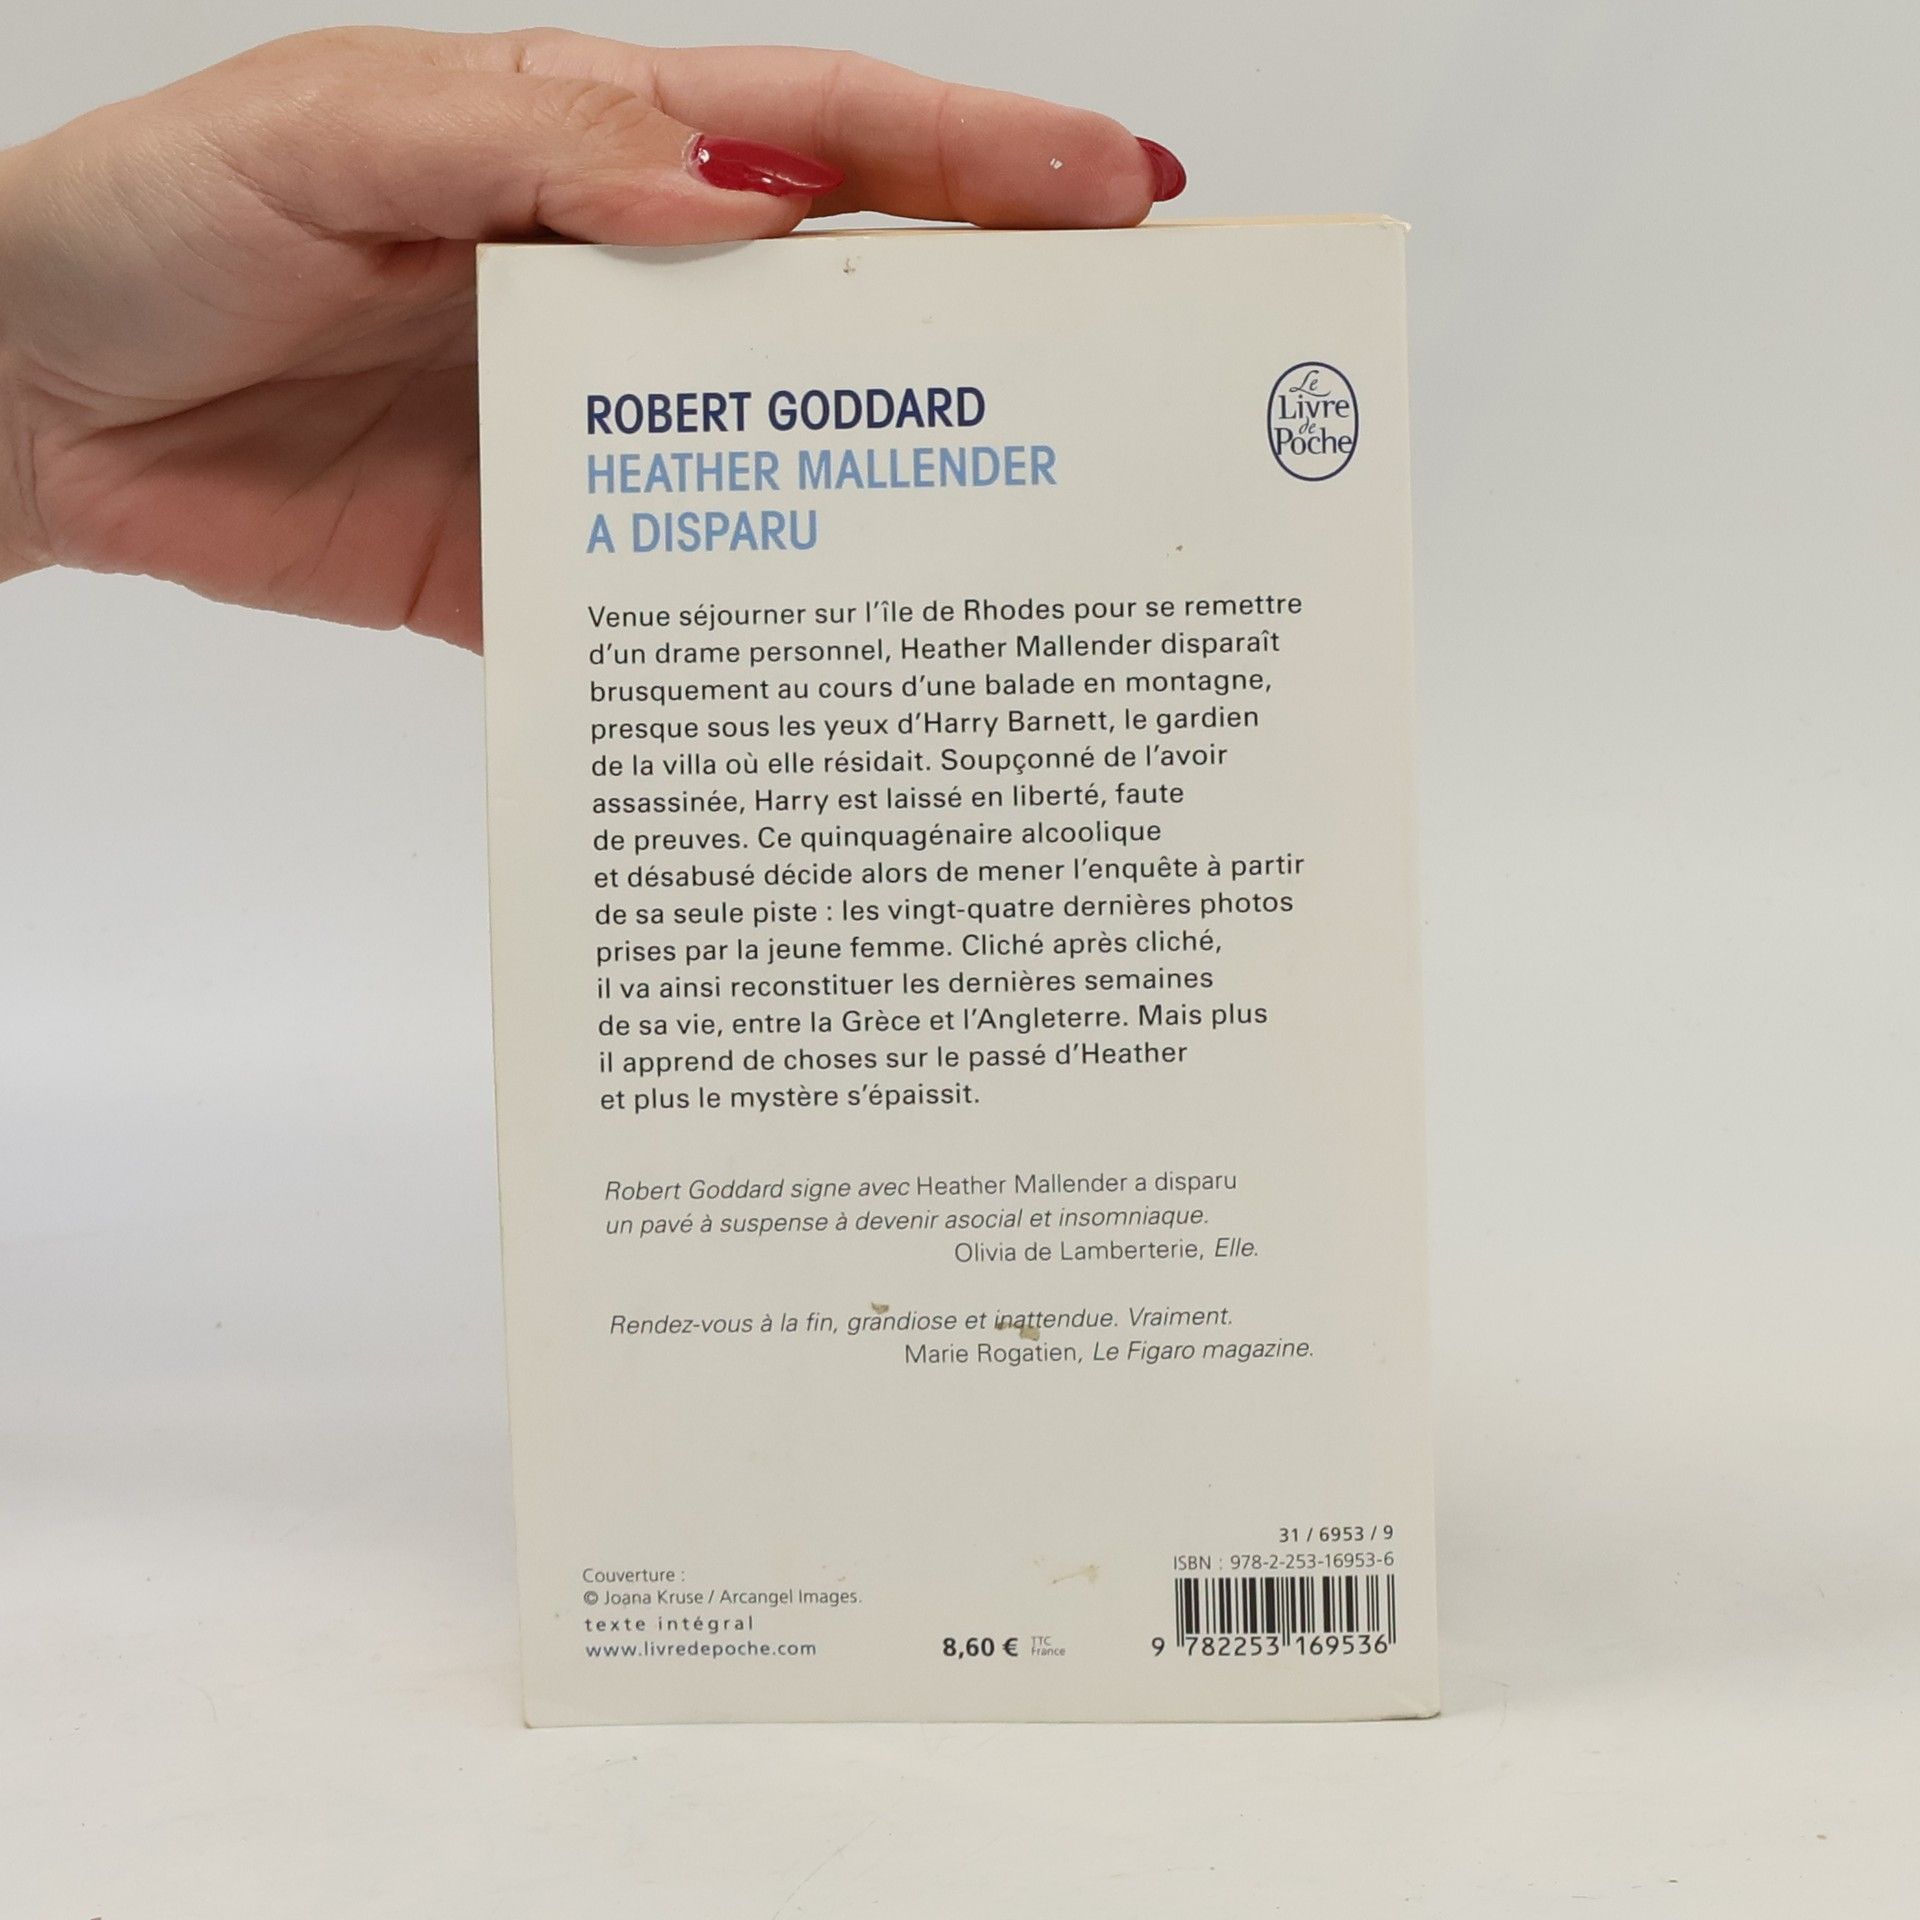 ROBERT GODDARD
HEATHER MALLENDER
A DISPARU
Le
Livre
de
Poche
Venue séjourner sur l'île de Rhodes pour se remettre
d'un drame personnel, Heather Mallender disparaît
brusquement au cours d'une balade en montagne,
presque sous les yeux d'Harry Barnett, le gardien
de la villa où elle résidait. Soupçonné de l'avoir
assassinée, Harry est laissé en liberté, faute
de preuves. Ce quinquagénaire alcoolique
et désabusé décide alors de mener l'enquête à partir
de sa seule piste : les vingt-quatre dernières photos
prises par la jeune femme. Cliché après cliché,
il va ainsi reconstituer les dernières semaines
de sa vie, entre la Grèce et l'Angleterre. Mais plus
il apprend de choses sur le passé d'Heather
et plus le mystère s'épaissit.
Robert Goddard signe avec Heather Mallender a disparu
un pavé à suspense à devenir asocial et insomniaque.
Olivia de Lamberterie, Elle.
Rendez-vous à la fin, grandiose et inattendue. Vraiment.
Marie Rogatien, Le Figaro magazine.
Couverture :
© Joana Kruse / Arcangel Images.
texte intégral
www.livredepoche.com
8,60 € TTC
France
31 / 6953 / 9
ISBN : 978-2-253-16953-6
9 782253 169536